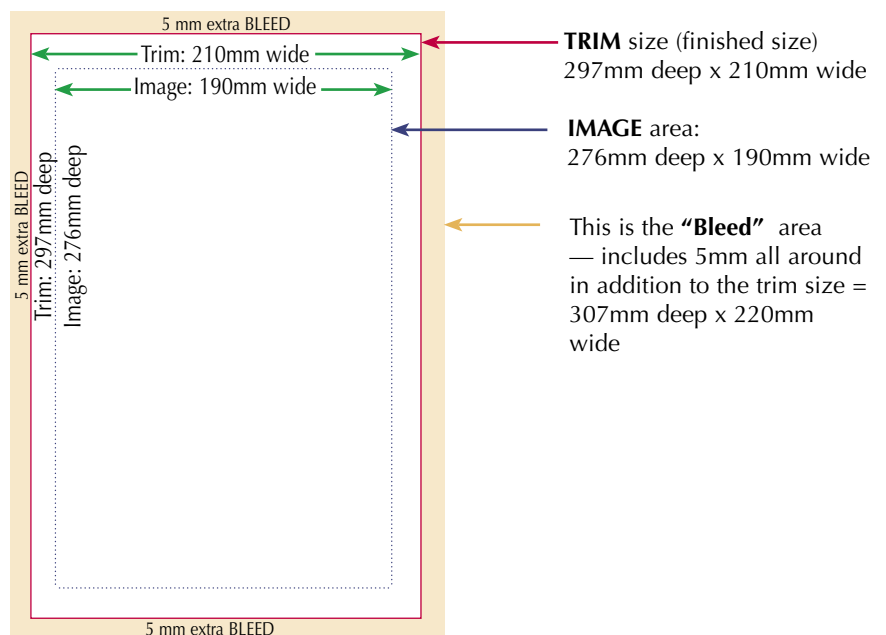 5 mm extra BLEED
Trim: 210mm wide
Image: 190mm wide
5 mm extra BLEED
Trim: 297mm deep
Image: 276mm deep
5 mm extra BLEED
TRIM size (finished size)
297mm deep x 210mm wide
IMAGE area:
276mm deep x 190mm wide
This is the “Bleed” area
— includes 5mm all around
in addition to the trim size =
307mm deep x 220mm
wide